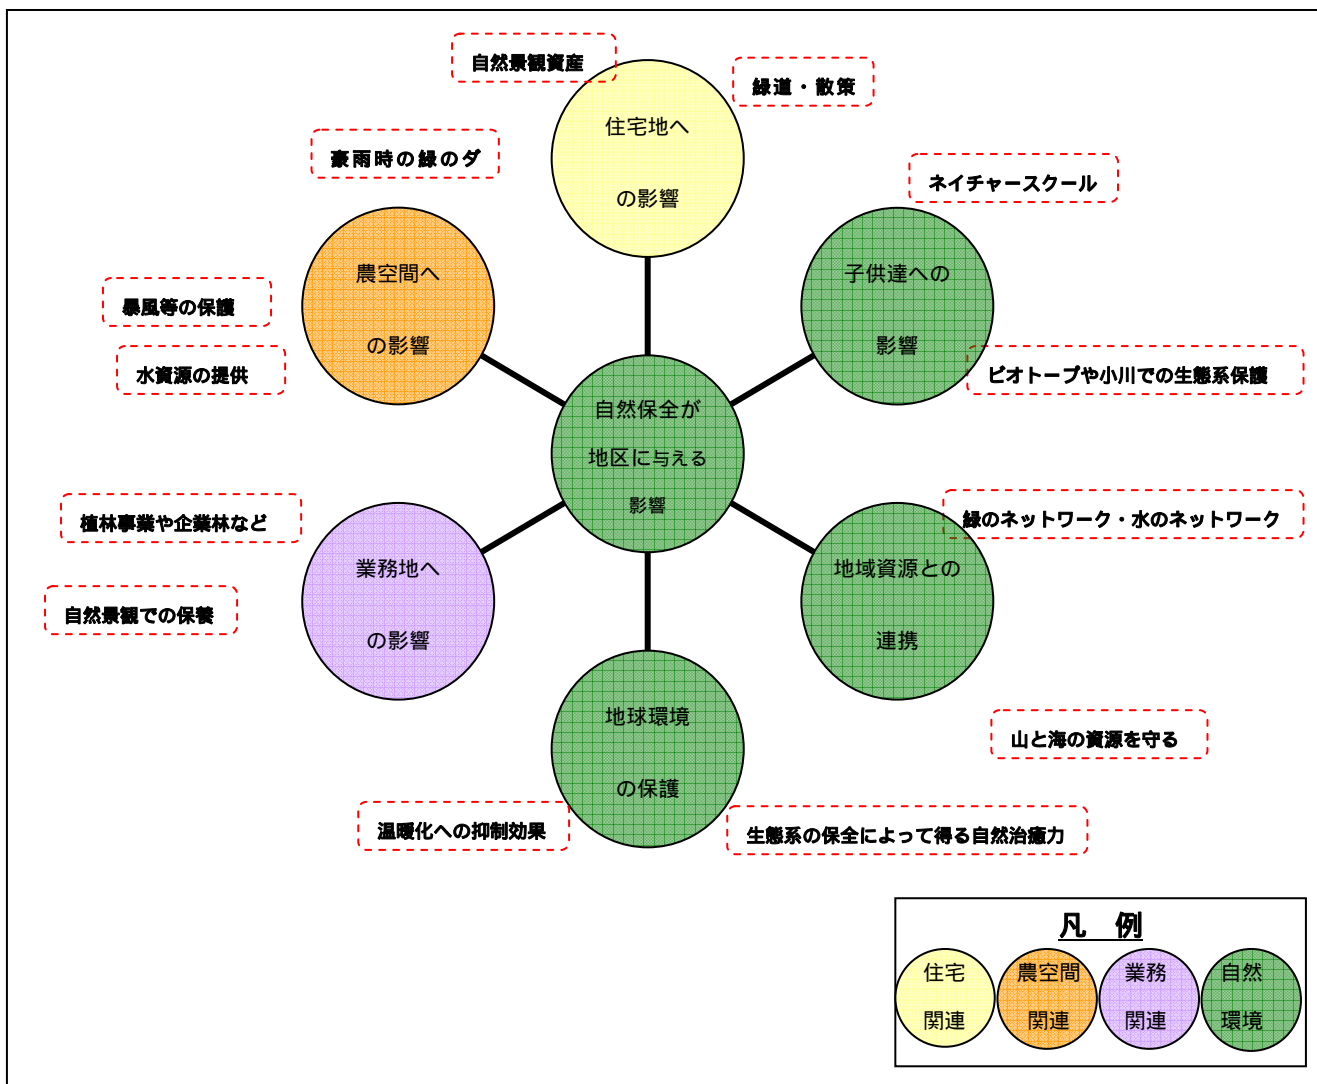 自然景観資産
緑道・散策
住宅地へ
の影響
豪雨時の緑のダ
ネイチャースクール
農空間へ
の影響
子供達への
影響
暴風等の保護
水資源の提供
ビオトープや小川での生態系保護
自然保全が
地区に与える
影響
植林事業や企業林など
緑のネットワーク・水のネットワーク
業務地へ
の影響
地域資源との
連携
自然景観での保養
地球環境
の保護
山と海の資源を守る
温暖化への抑制効果
生態系の保全によって得る自然治癒力
凡 例
住宅
関連
農空間
関連
業務
関連
自然
環境